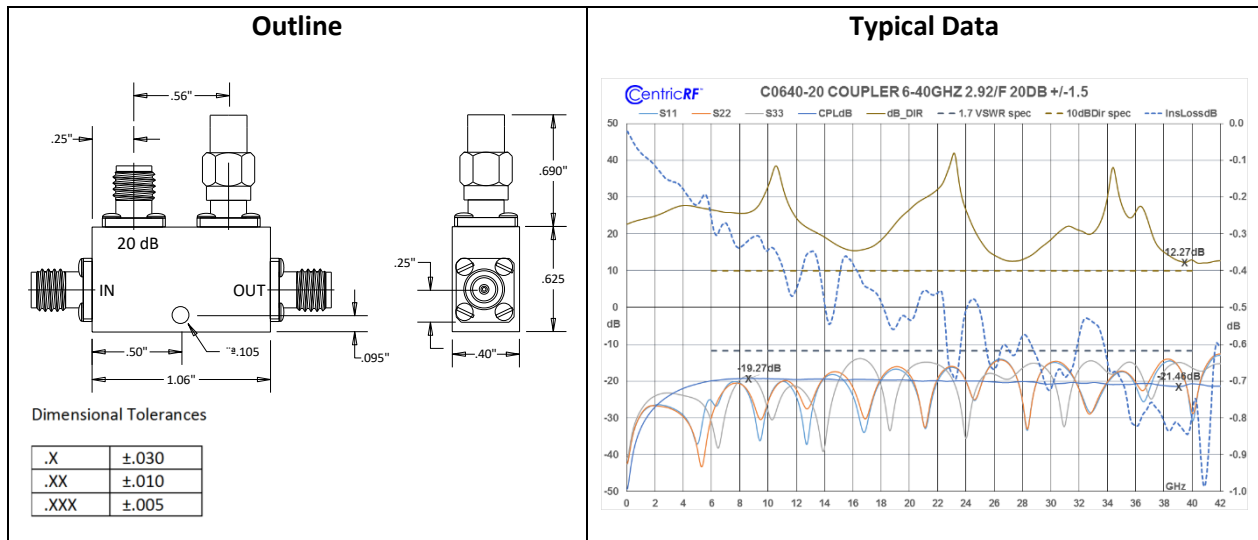 Outline
.56"
.25"
.690"
20 dB
.625
.25"
IN
OUT
.50"
¨ª.105
.095"
1.06"
.40"
Dimensional Tolerances
.X ±.030
.XX ±.010
.XXX ±.005
Typical Data
CentricRF™ C0640-20 COUPLER 6-40GHZ 2.92/F 20DB +/-1.5
S11 S22 S33 CPLdB dB_DIR 1.7 VSWR spec 10dBDir spec InsLossdB
50 0.0
40 -0.1
30 -0.2
20 -0.3
12.27dB
10 -0.4
0 -0.5
dB dB
-10 -0.6
-19.27dB -21.46dB
-20 -0.7
-30 -0.8
-40 -0.9
GHz
-50 -1.0
0 2 4 6 8 10 12 14 16 18 20 22 24 26 28 30 32 34 36 38 40 42